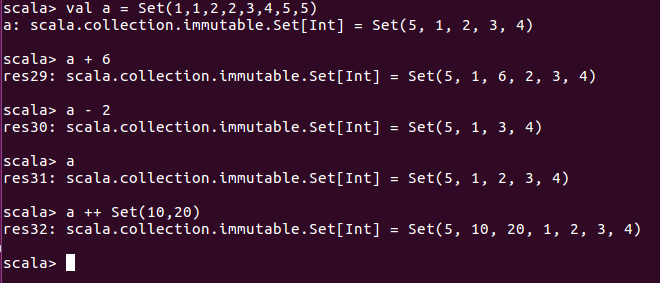 scala> val a = Set(1,1,2,2,3,4,5,5)
a: scala.collection.immutable.Set[Int] = Set(5, 1, 2, 3, 4)
scala> a + 6
res29: scala.collection.immutable.Set[Int] = Set(5, 1, 6, 2, 3, 4)
scala> a - 2
res30: scala.collection.immutable.Set[Int] = Set(5, 1, 3, 4)
scala> a
res31: scala.collection.immutable.Set[Int] = Set(5, 1, 2, 3, 4)
scala> a ++ Set(10,20)
res32: scala.collection.immutable.Set[Int] = Set(5, 10, 20, 1, 2, 3, 4)
scala>